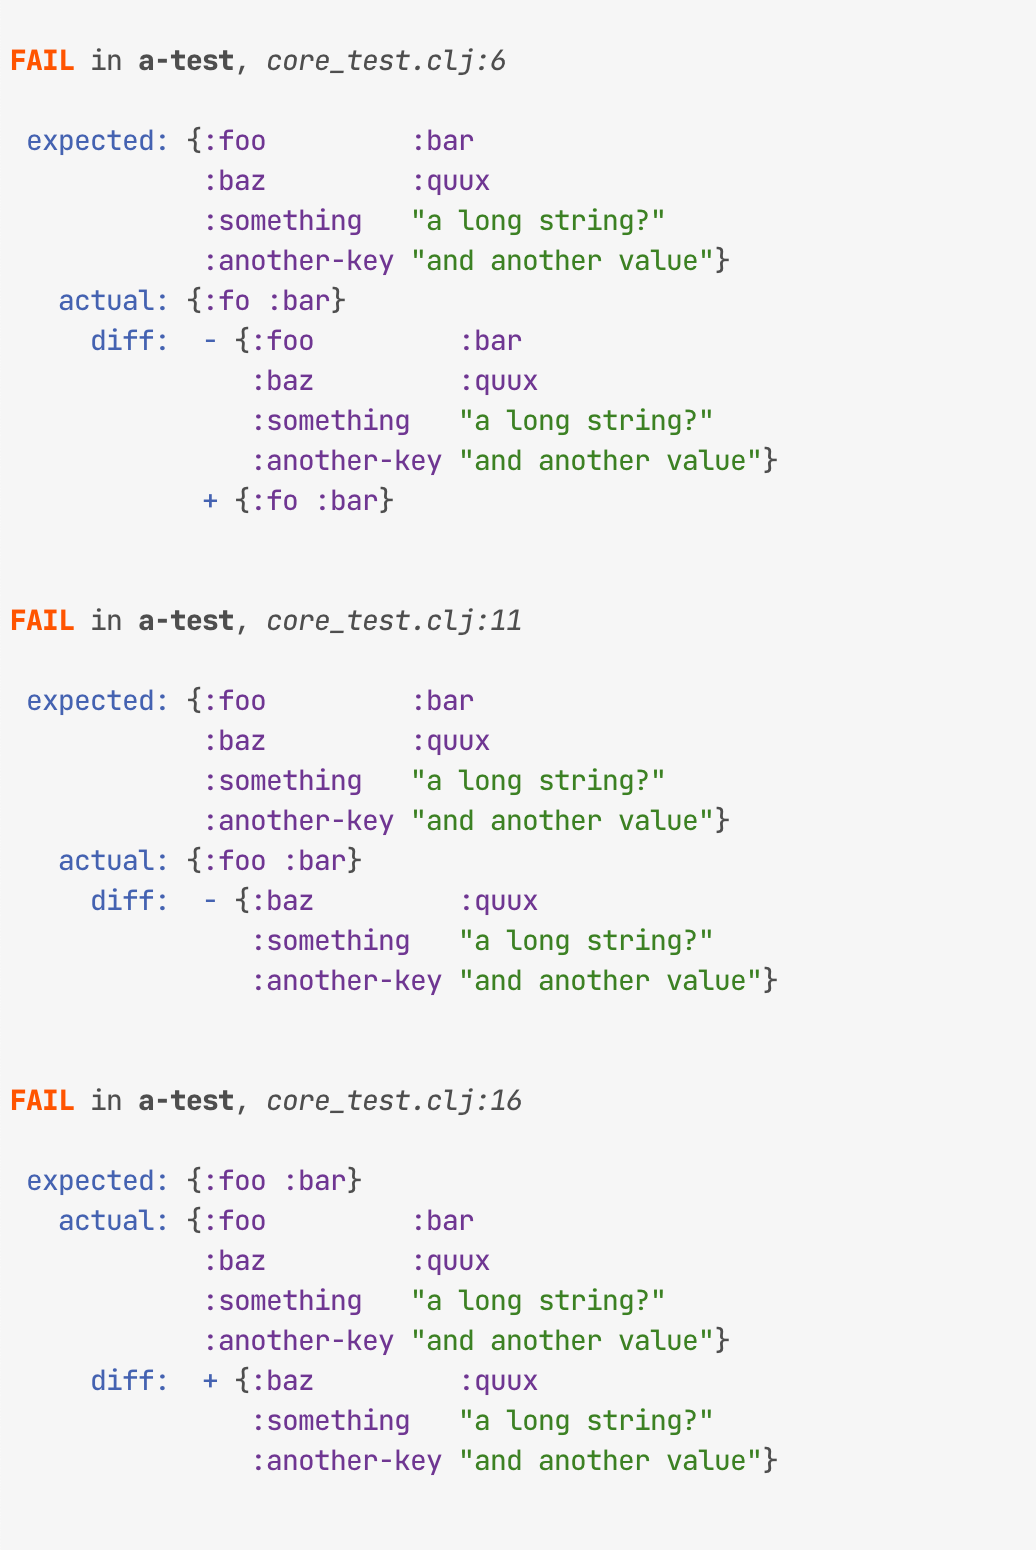 FAIL in a-test, core_test.clj:6
expected: {:foo         :bar
           :baz         :quux
           :something   "a long string?"
           :another-key "and another value"}
  actual: {:fo :bar}
    diff:  - {:foo         :bar
              :baz         :quux
              :something   "a long string?"
              :another-key "and another value"}
           + {:fo :bar}
FAIL in a-test, core_test.clj:11
expected: {:foo         :bar
           :baz         :quux
           :something   "a long string?"
           :another-key "and another value"}
  actual: {:foo :bar}
    diff:  - {:baz         :quux
              :something   "a long string?"
              :another-key "and another value"}
FAIL in a-test, core_test.clj:16
expected: {:foo :bar}
  actual: {:foo         :bar
           :baz         :quux
           :something   "a long string?"
           :another-key "and another value"}
    diff:  + {:baz         :quux
              :something   "a long string?"
              :another-key "and another value"}